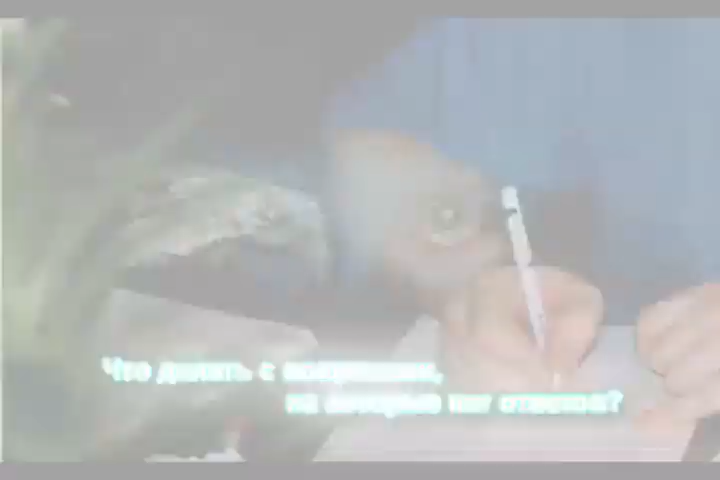 Что делать с вопросами,
на которые нет ответов?